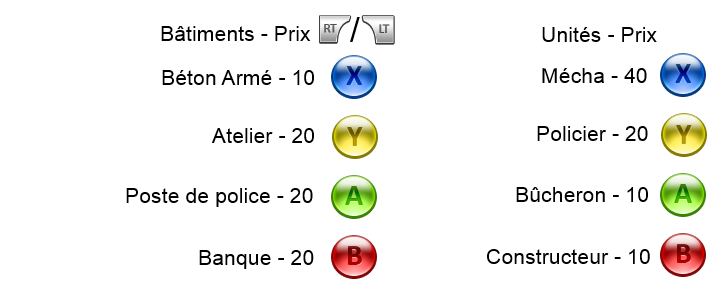 Bâtiments - Prix RT / LT
Béton Armé - 10 X
Atelier - 20 Y
Poste de police - 20 A
Banque - 20 B
Unités - Prix
Mécha - 40 X
Policier - 20 Y
Bûcheron - 10 A
Constructeur - 10 B